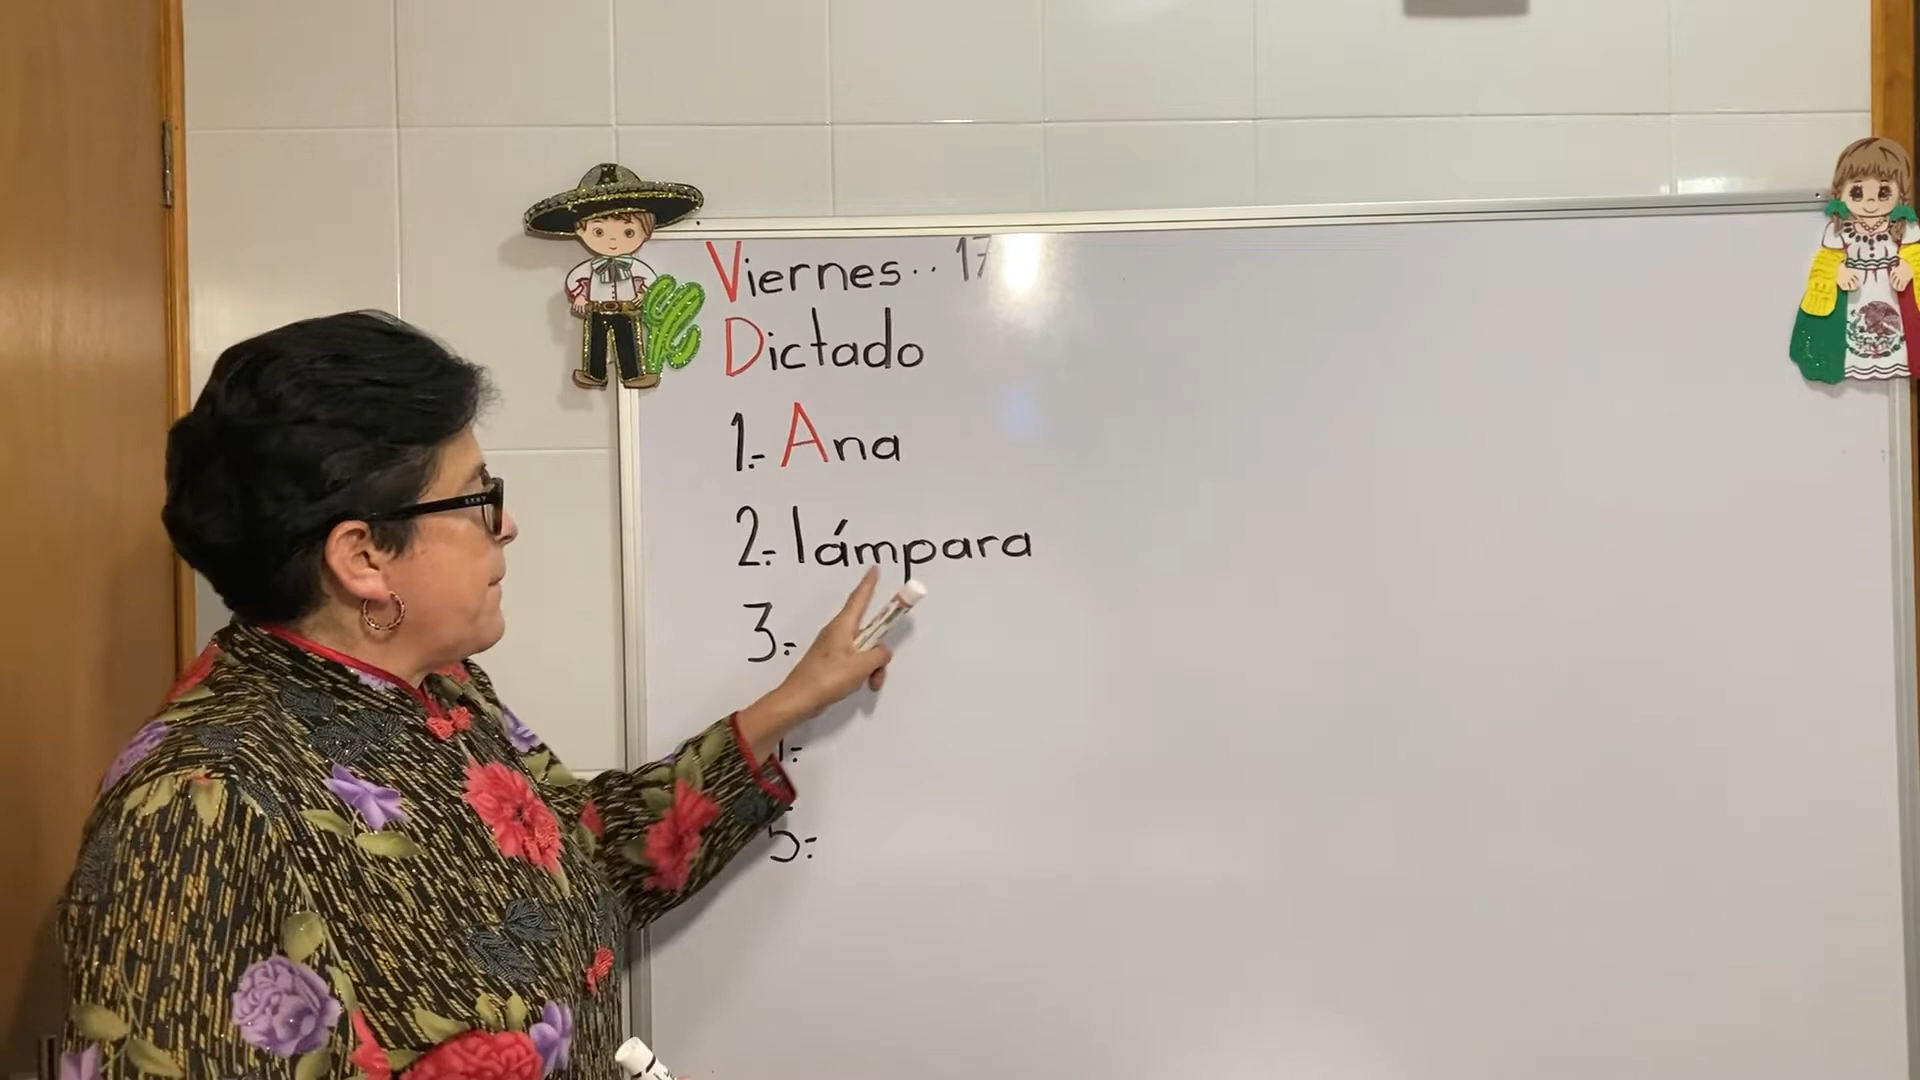 Viernes.. 17
Dictado
1.- Ana
2.- lámpara
3.-
5.-